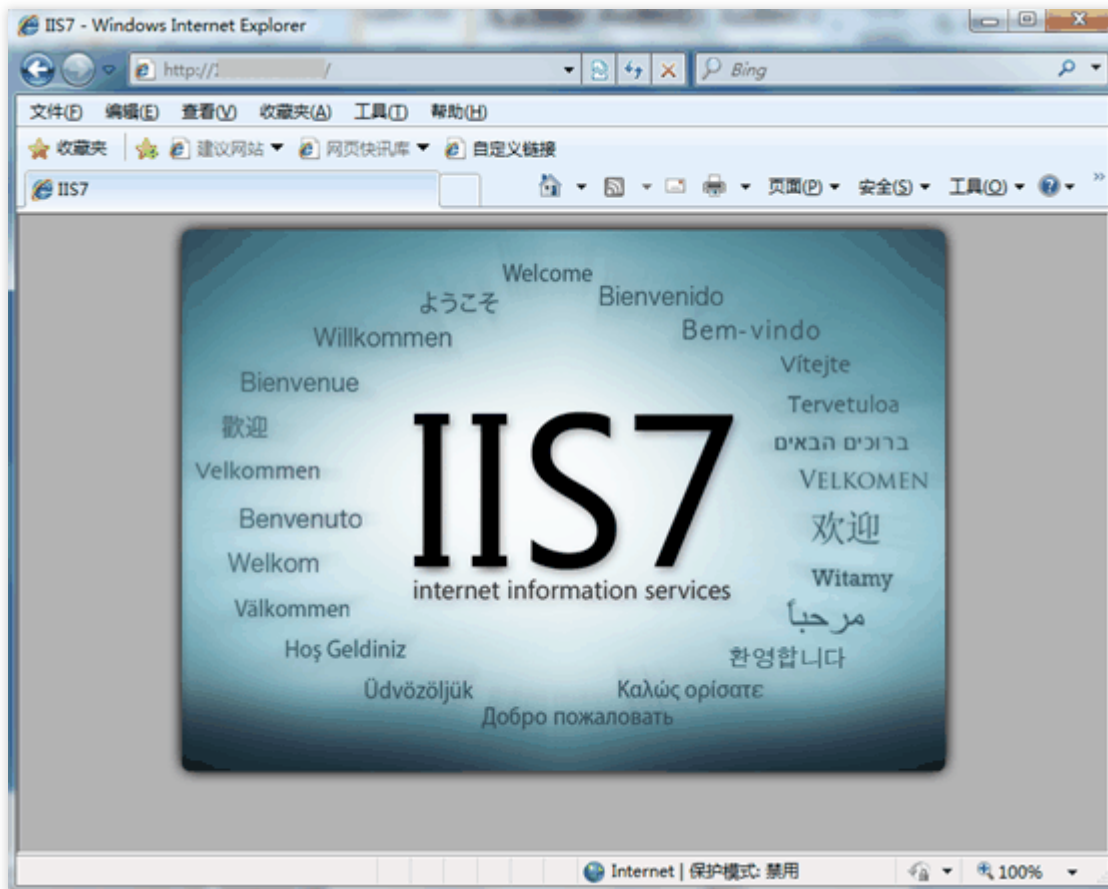 IIS7 - Windows Internet Explorer
http://
Bing
文件(F) 编辑(E) 查看(V) 收藏夹(A) 工具(T) 帮助(H)
收藏夹 建议网站 网页快讯库 自定义链接
IIS7 页面(P) 安全(S) 工具(O)
Welcome
ようこそ Bienvenido
Willkommen Bem-vindo
Vítejte
Bienvenue
Tervetuloa
歡迎
ברוכים הבאים
Velkommen
VELKOMEN
IIS7
Benvenuto
欢迎
Welkom
Witamy
internet information services
Välkommen
مرحباً
Hoş Geldiniz
환영합니다
Üdvözöljük Καλώς ορίσατε
Добро пожаловать
Internet | 保护模式: 禁用 100%